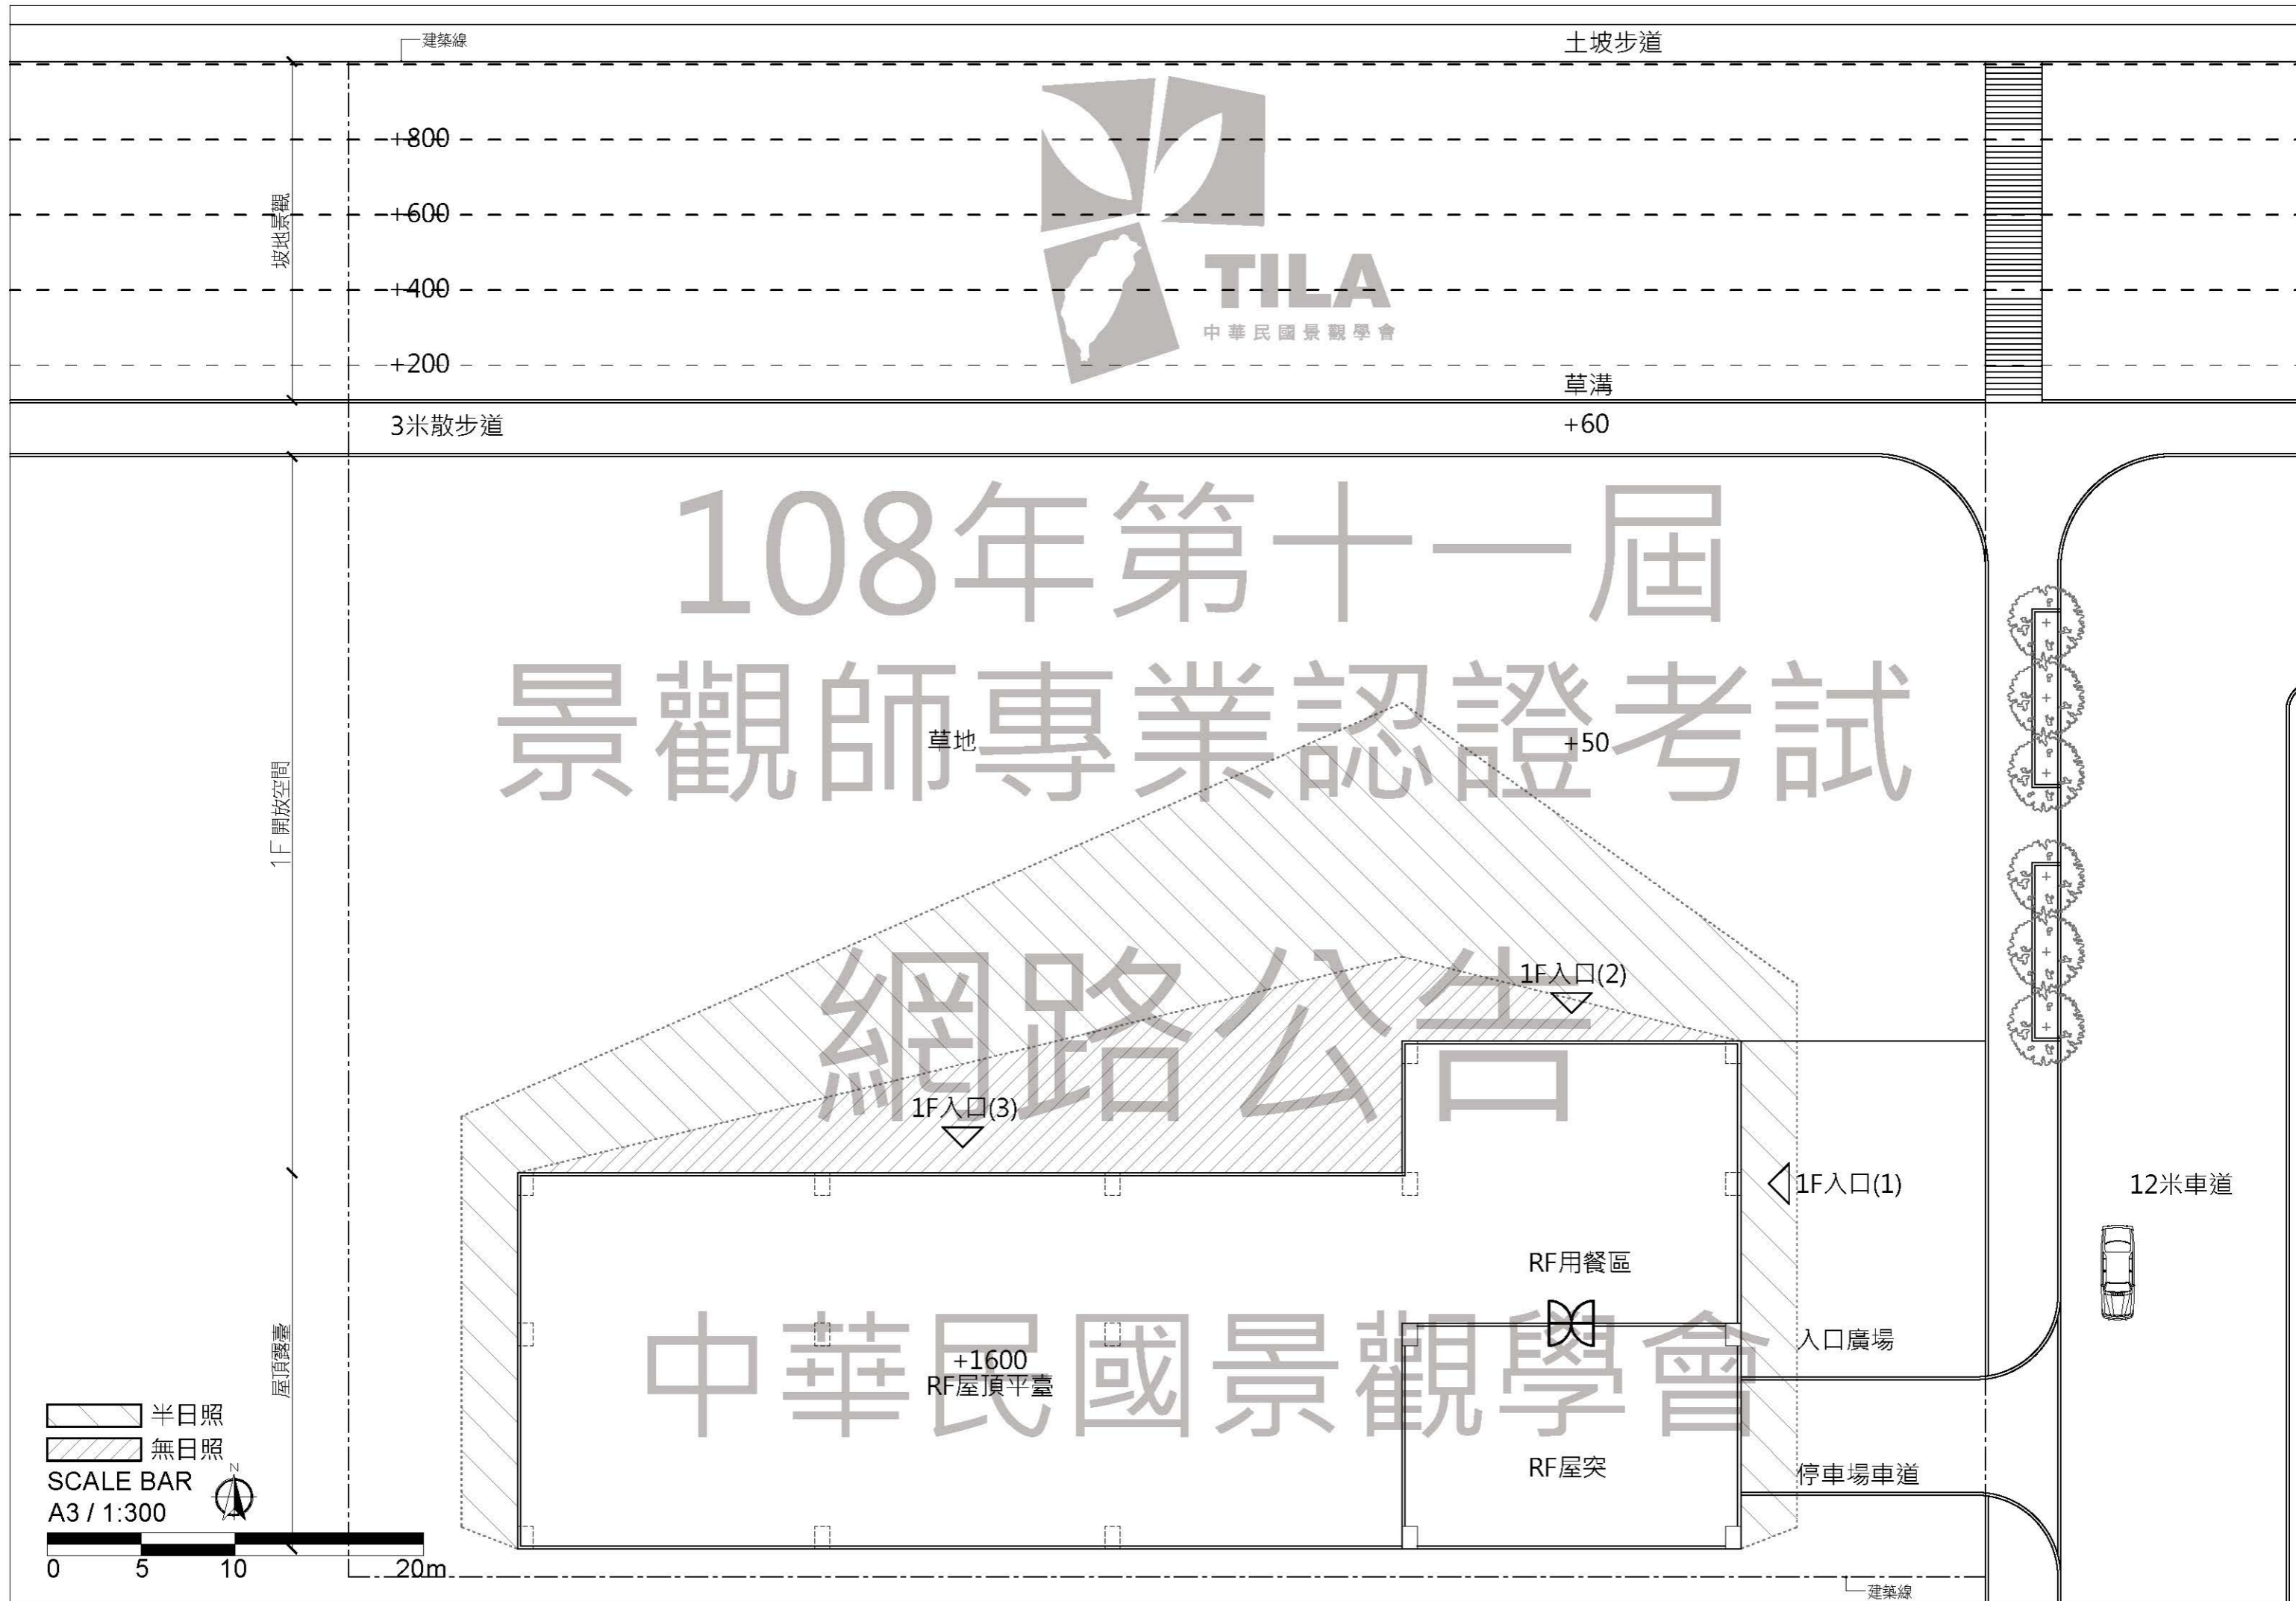 建築線
土坡步道
+800
+600
坡地景觀
+400
TILA
中華民國景觀學會
+200
草溝
3米散步道
+60
108年第十一屆
景觀師專業認證考試
草地
+50
1F 開放空間
網路公告
1F入口(2)
1F入口(3)
1F入口(1)
12米車道
RF用餐區
中華民國景觀學會
入口廣場
+1600
RF屋頂平臺
屋頂露臺
RF屋突
停車場車道
半日照
無日照
SCALE BAR
N
A3 / 1:300
0 5 10 20m
建築線